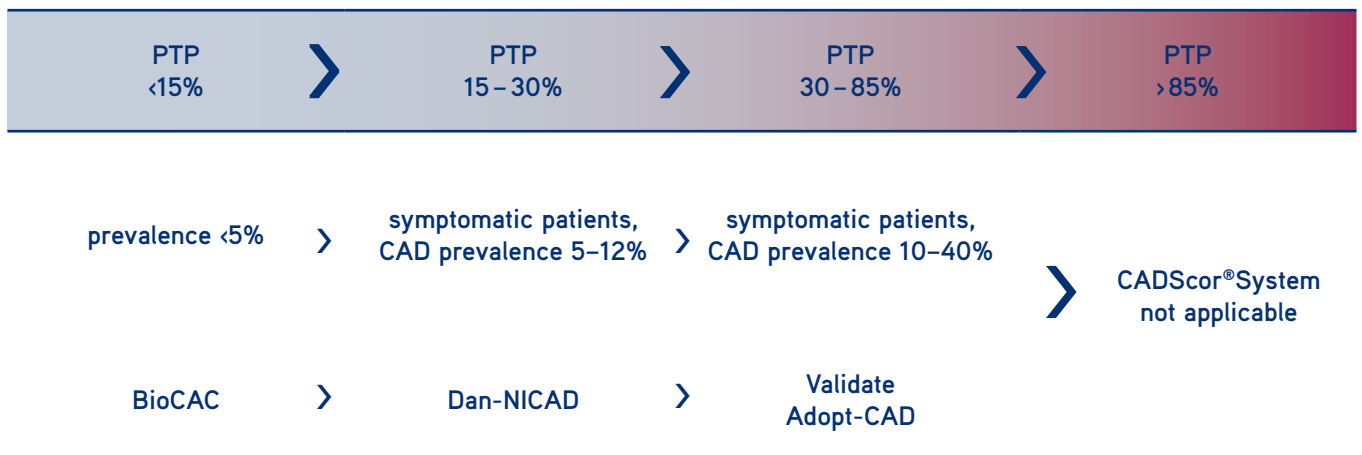 PTP
<15%
PTP
15–30%
PTP
30–85%
PTP
>85%
prevalence <5%
symptomatic patients,
CAD prevalence 5–12%
symptomatic patients,
CAD prevalence 10–40%
CADScor®System
not applicable
BioCAC
Dan-NICAD
Validate
Adopt-CAD